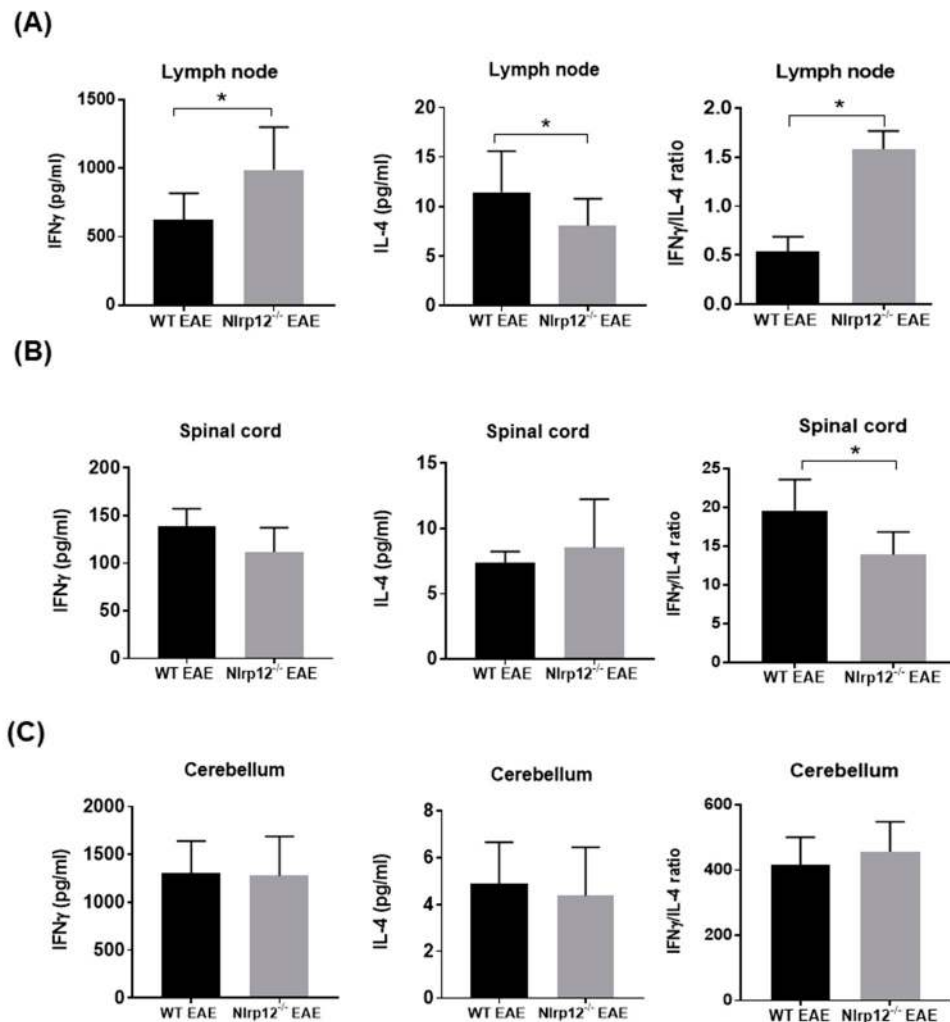 (A)
Lymph node
IFNγ (pg/ml)
1500
1000
500
0
*
WT EAE Nlrp12⁻/⁻ EAE
Lymph node
IL-4 (pg/ml)
20
15
10
5
0
*
WT EAE Nlrp12⁻/⁻ EAE
Lymph node
IFNγ/IL-4 ratio
2.0
1.5
1.0
0.5
0.0
*
WT EAE Nlrp12⁻/⁻ EAE
(B)
Spinal cord
IFNγ (pg/ml)
200
150
100
50
0
WT EAE Nlrp12⁻/⁻ EAE
Spinal cord
IL-4 (pg/ml)
15
10
5
0
WT EAE Nlrp12⁻/⁻ EAE
Spinal cord
IFNγ/IL-4 ratio
25
20
15
10
5
0
*
WT EAE Nlrp12⁻/⁻ EAE
(C)
Cerebellum
IFNγ (pg/ml)
2000
1500
1000
500
0
WT EAE Nlrp12⁻/⁻ EAE
Cerebellum
IL-4 (pg/ml)
8
6
4
2
0
WT EAE Nlrp12⁻/⁻ EAE
Cerebellum
IFNγ/IL-4 ratio
600
400
200
0
WT EAE Nlrp12⁻/⁻ EAE